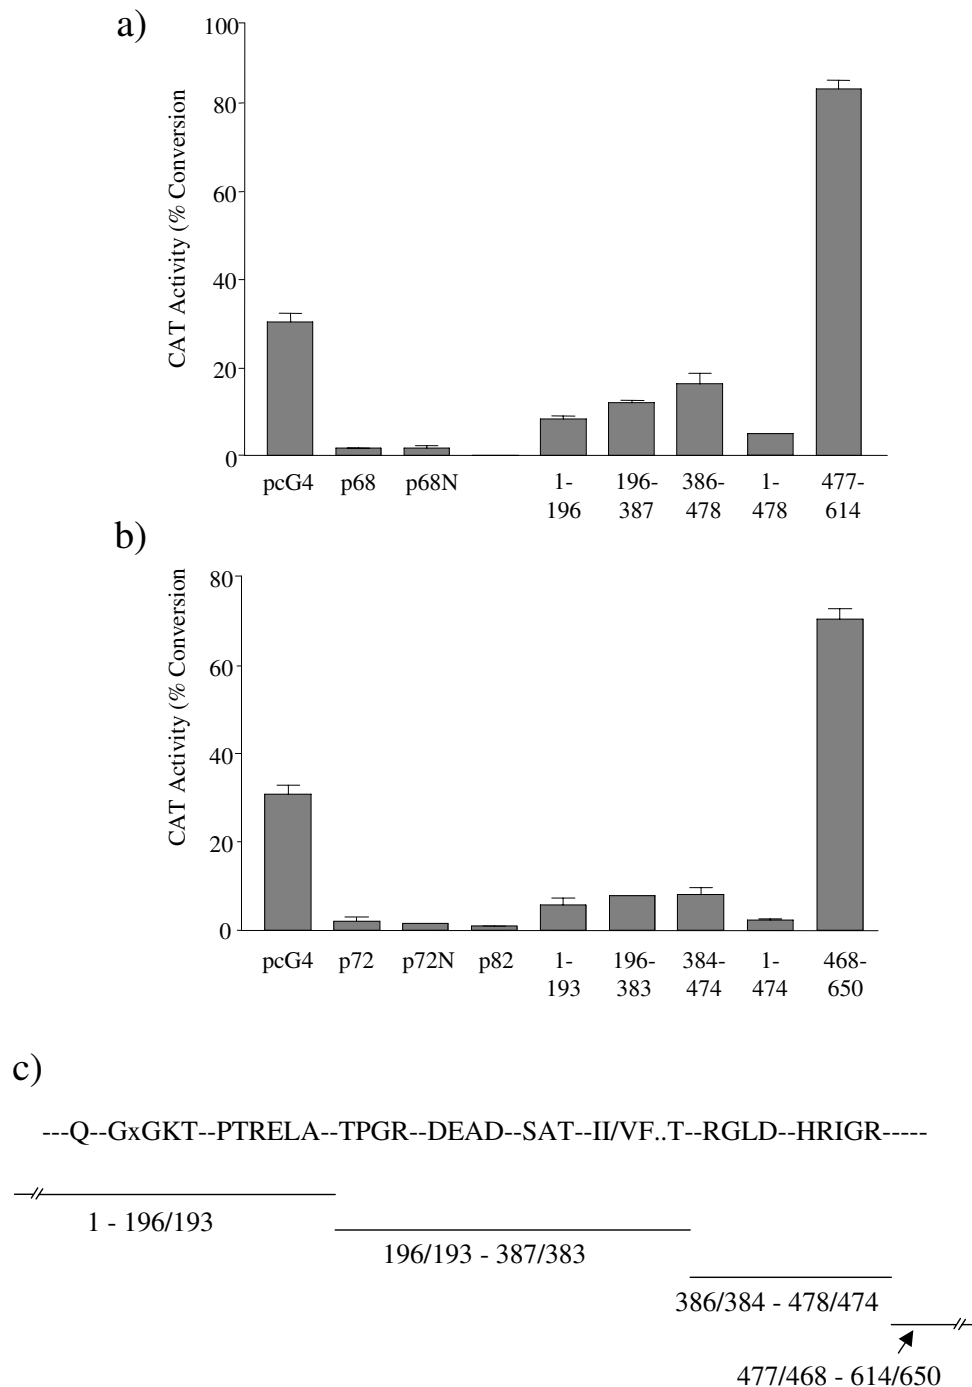 a)
CAT Activity (% Conversion
100
80
60
40
20
0
pcG4 p68 p68N 1- 196- 386- 1- 477-
196 387 478 478 614
b)
CAT Activity (% Conversion
80
60
40
20
0
pcG4 p72 p72N p82 1- 196- 384- 1- 468-
193 383 474 474 650
c)
---Q--GxGKT--PTRELA--TPGR--DEAD--SAT--II/VF..T--RGLD--HRIGR-----
1 - 196/193
196/193 - 387/383
386/384 - 478/474
477/468 - 614/650